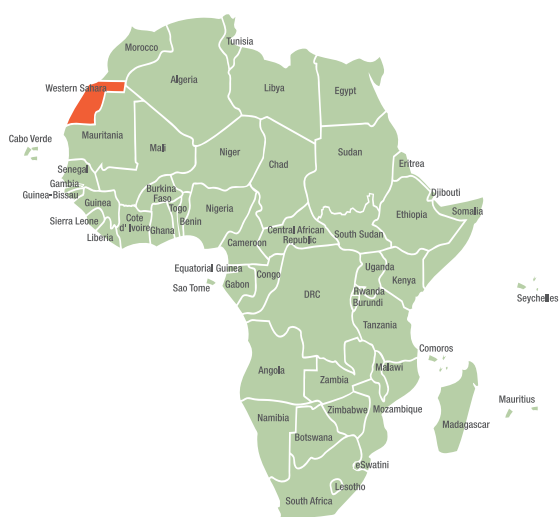 Tunisia
Morocco
Algeria
Libya
Egypt
Western Sahara
Mauritania
Cabo Verde
Mali
Niger
Chad
Sudan
Eritrea
Senegal
Gambia
Guinea-Bissau
Guinea
Burkina
Faso
Djibouti
Sierra Leone
Liberia
Cote
d' Ivoire
Ghana
Togo
Benin
Nigeria
Ethiopia
Somalia
Cameroon
Central African
Republic
South Sudan
Equatorial Guinea
Sao Tome
Gabon
Congo
DRC
Uganda
Kenya
Rwanda
Burundi
Seychelles
Tanzania
Comoros
Angola
Zambia
Malawi
Mozambique
Zimbabwe
Mauritius
Madagascar
Namibia
Botswana
eSwatini
Lesotho
South Africa